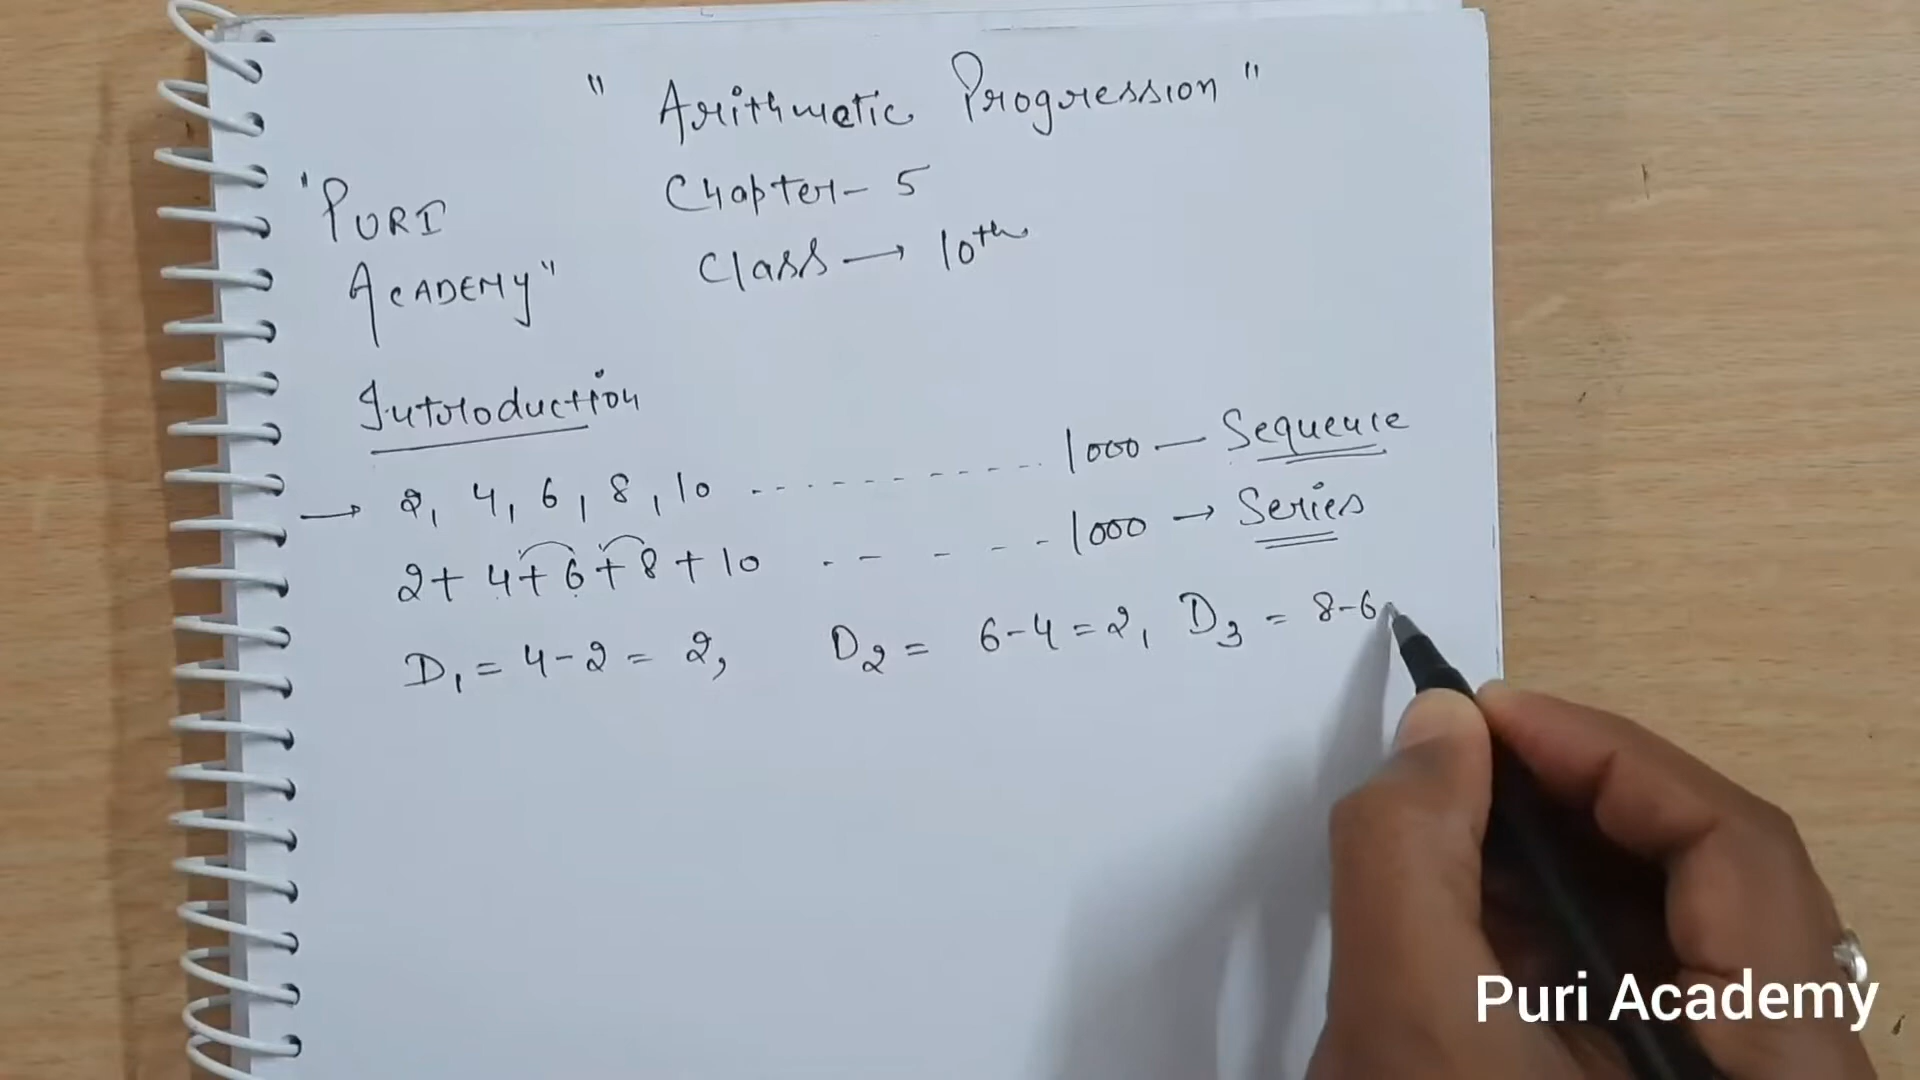 " Arithmetic Progression "
Chapter - 5
"PURI
ACADEMY"
Class → 10th
Introduction
→ 2, 4, 6, 8, 10 ------------ 1000 — Sequence
2 + 4 + 6 + 8 + 10 - - - - - - 1000 → Series
D1 = 4 - 2 = 2, D2 = 6 - 4 = 2, D3 = 8 - 6
Puri Academy